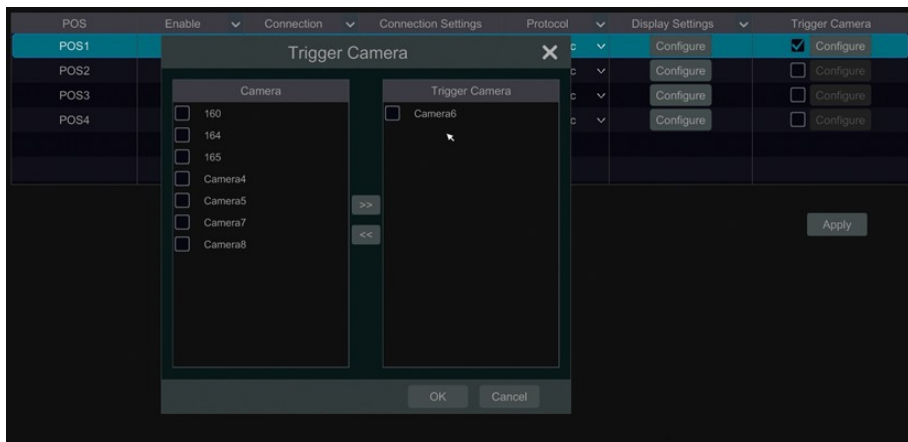 POS Enable Connection Connection Settings Protocol Display Settings Trigger Camera
POS1 c Configure Configure
POS2 c Configure Configure
POS3 c Configure Configure
POS4 c Configure Configure
Trigger Camera
Camera
160
164
165
Camera4
Camera5
Camera7
Camera8
>>
<<
Trigger Camera
Camera6
OK Cancel
Apply